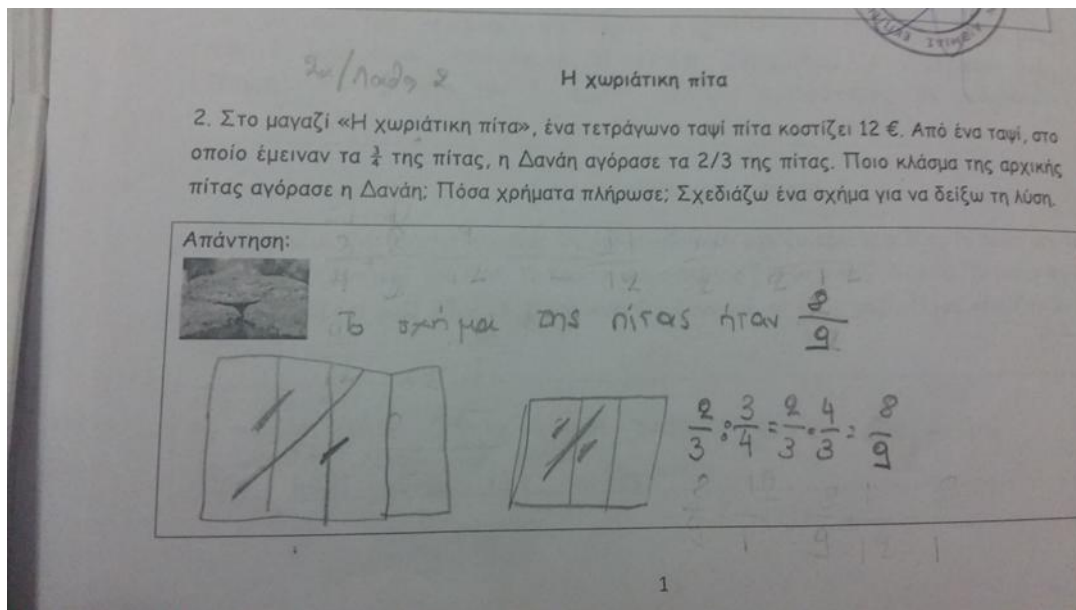 Η χωριάτικη πίτα
2. Στο μαγαζί «Η χωριάτικη πίτα», ένα τετράγωνο ταψί πίτα κοστίζει 12 €. Από ένα ταψί, στο
οποίο έμειναν τα 3/4 της πίτας, η Δανάη αγόρασε τα 2/3 της πίτας. Ποιο κλάσμα της αρχικής
πίτας αγόρασε η Δανάη; Πόσα χρήματα πλήρωσε; Σχεδιάζω ένα σχήμα για να δείξω τη λύση.
Απάντηση:
Το σχήμα της πίτας ήταν 8/9
2/3 : 3/4 = 2/3 · 4/3 = 8/9
1